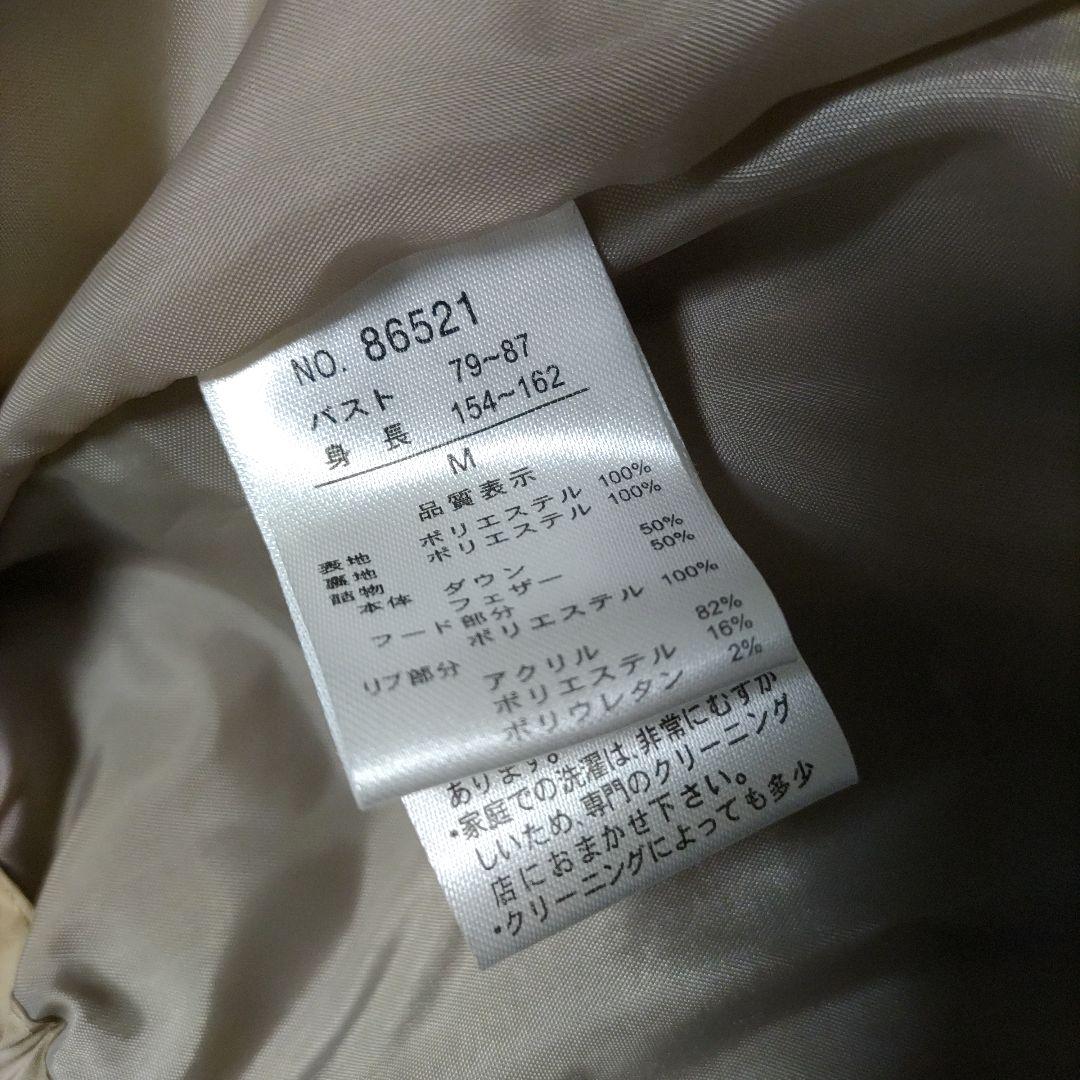 NO. 86521
バスト 79~87
身 長 154~162
M
品質表示
表地 ポリエステル 100%
裏地 ポリエステル 100%
詰物
本体 ダウン 50%
フェザー 50%
フード部分
ポリエステル 100%
リブ部分 アクリル 82%
ポリエステル 16%
ポリウレタン 2%
あります。
・家庭での洗濯は、非常にむずか
しいため、専門のクリーニング
店におまかせ下さい。
・クリーニングによっても多少